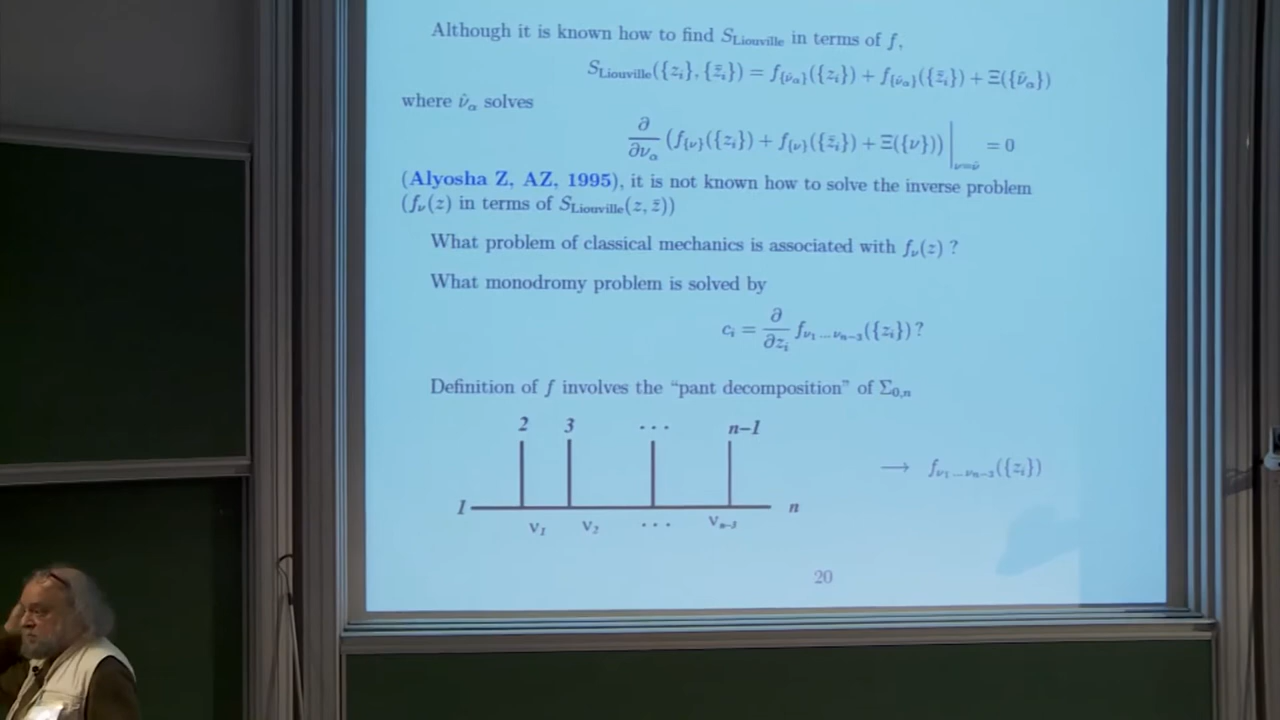 Although it is known how to find S_Liouville in terms of f,
S_Liouville({z_i}, {z̄_i}) = f_{ν̂_α}({z_i}) + f_{ν̂_α}({z̄_i}) + Ξ({ν̂_α})
where ν̂_α solves
∂/∂ν_α (f_{ν}({z_i}) + f_{ν}({z̄_i}) + Ξ({ν}))|_{ν=ν̂} = 0
(Alyosha Z, AZ, 1995), it is not known how to solve the inverse problem
(f_ν(z) in terms of S_Liouville(z, z̄))
What problem of classical mechanics is associated with f_ν(z) ?
What monodromy problem is solved by
c_i = ∂/∂z_i f_{ν_1...ν_{n-3}}({z_i}) ?
Definition of f involves the "pant decomposition" of Σ_{0,n}
2 3 ... n-1
→ f_{ν_1...ν_{n-3}}({z_i})
1 n
ν_1 ν_2 ... ν_{n-3}
20